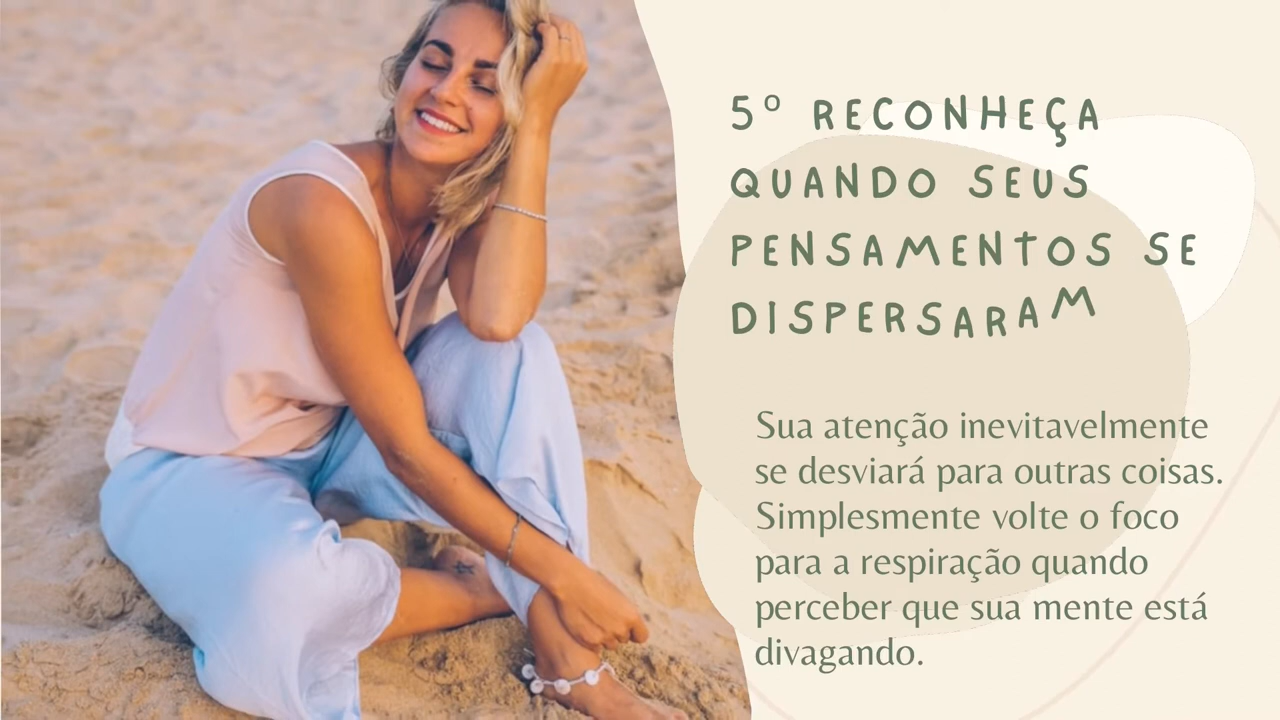 5º RECONHEÇA
QUANDO SEUS
PENSAMENTOS SE
DISPERSARAM
Sua atenção inevitavelmente
se desviará para outras coisas.
Simplesmente volte o foco
para a respiração quando
perceber que sua mente está
divagando.